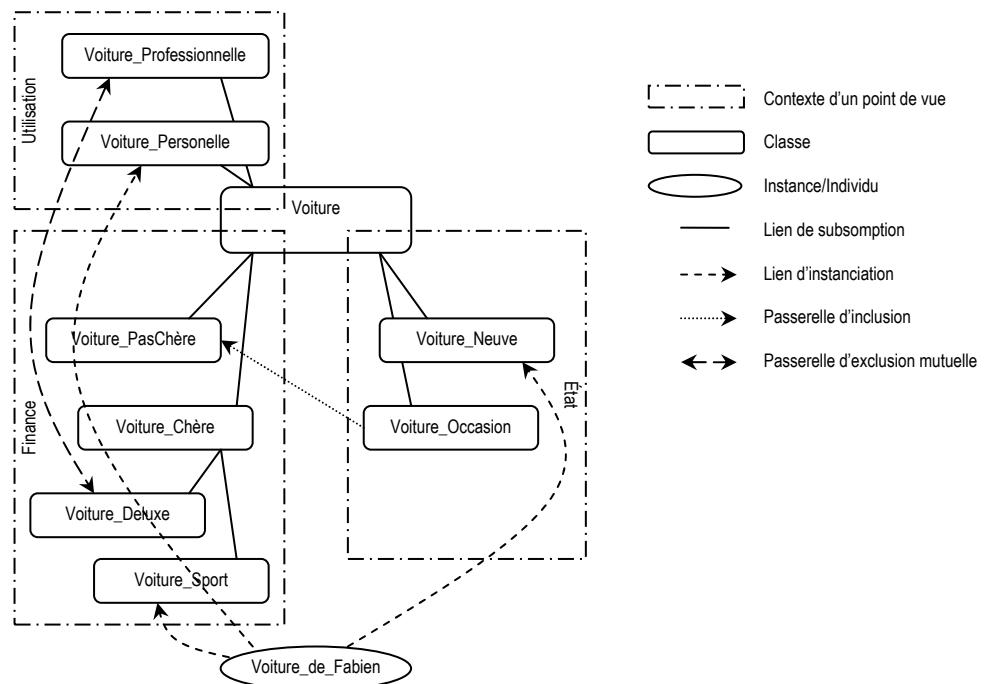 Voiture_Professionnelle
Utilisation
Voiture_Personelle
Voiture
Voiture_PasChère
Finance
Voiture_Chère
Voiture_Deluxe
Voiture_Sport
Voiture_Neuve
État
Voiture_Occasion
Voiture_de_Fabien
Contexte d'un point de vue
Classe
Instance/Individu
Lien de subsomption
Lien d'instanciation
Passerelle d'inclusion
Passerelle d'exclusion mutuelle